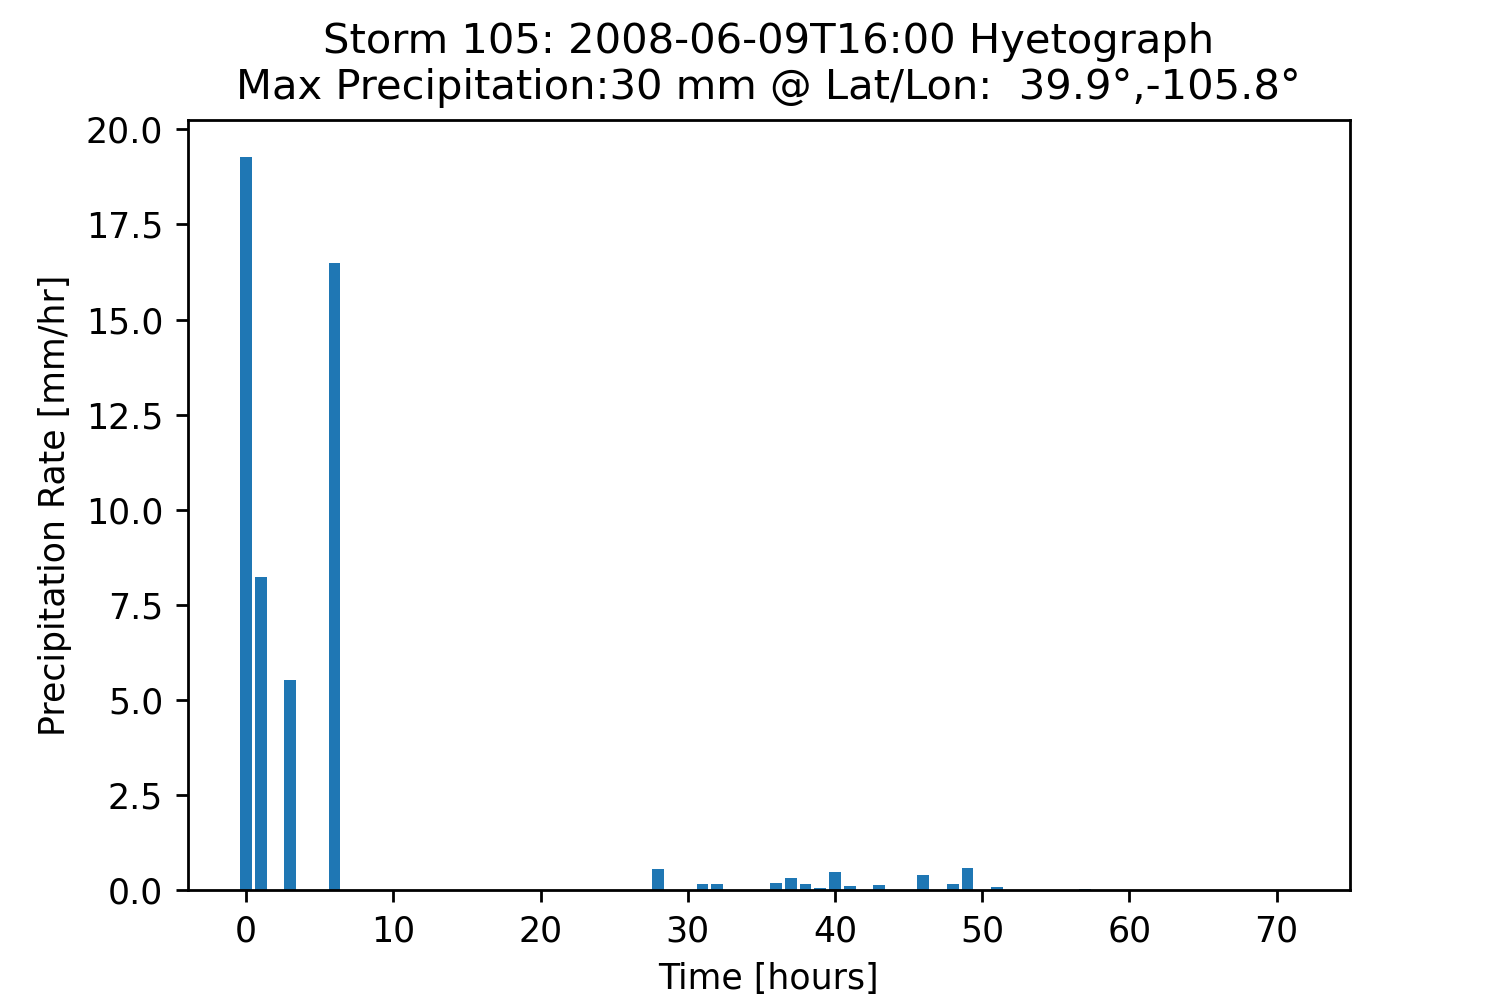 Storm 105: 2008-06-09T16:00 Hyetograph
Max Precipitation:30 mm @ Lat/Lon:  39.9°,-105.8°
Precipitation Rate [mm/hr]
20.0
17.5
15.0
12.5
10.0
7.5
5.0
2.5
0.0
0 10 20 30 40 50 60 70
Time [hours]